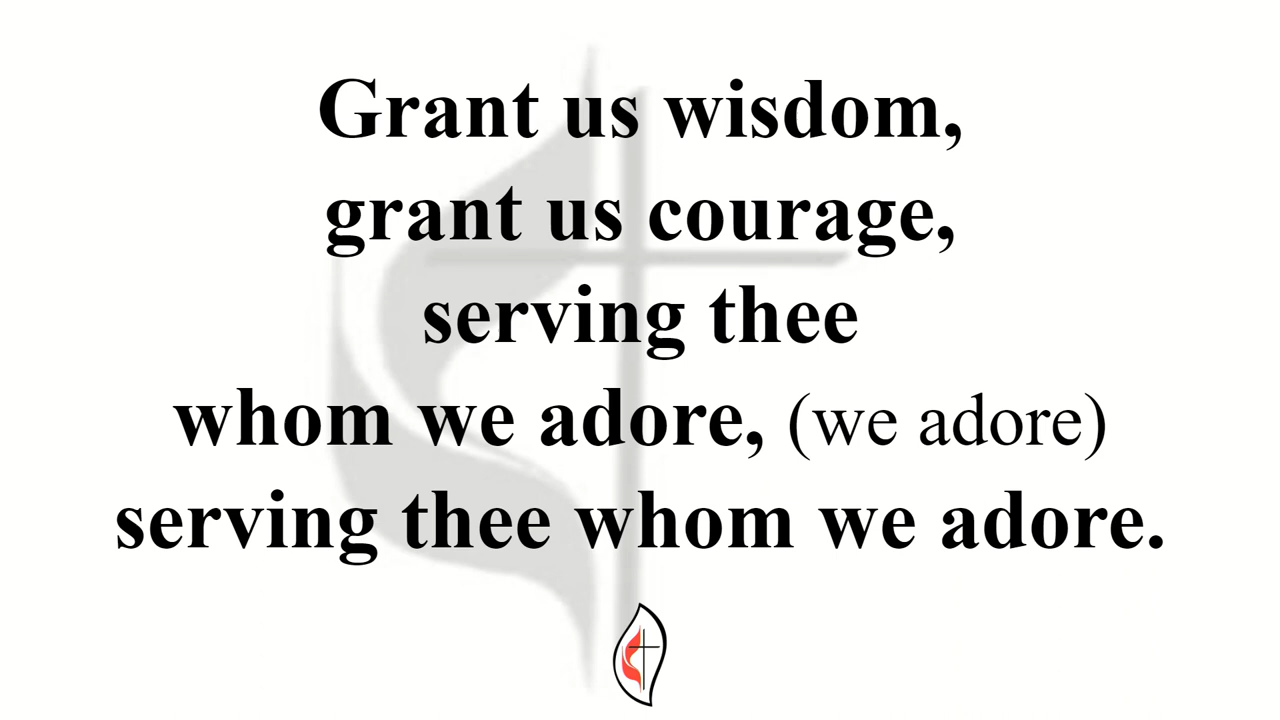 Grant us wisdom,
grant us courage,
serving thee
whom we adore, (we adore)
serving thee whom we adore.